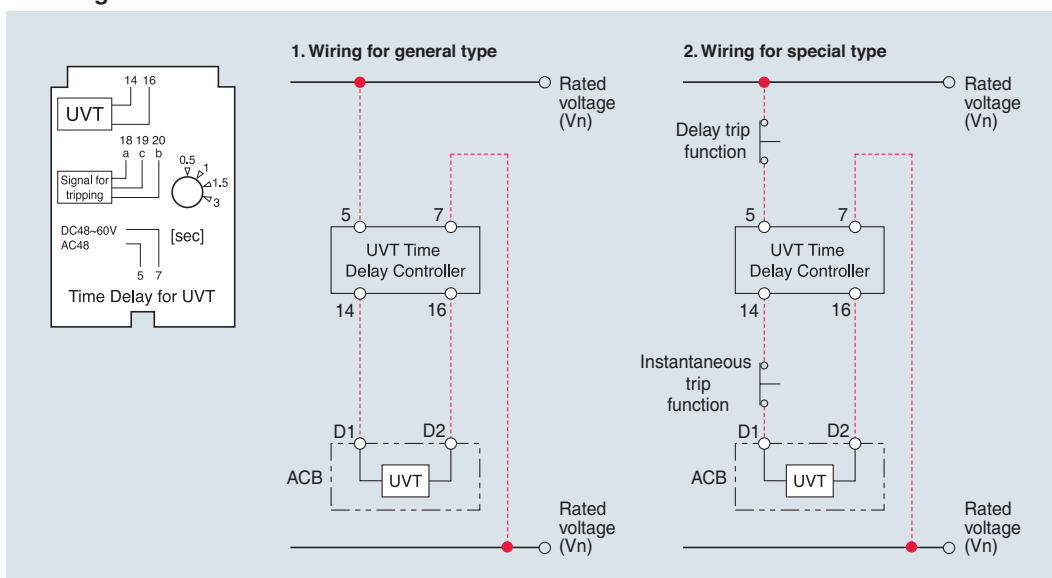 14 16
UVT
18 19 20
a c b
Signal for
tripping
0.5
1
1.5
3
DC48~60V
AC48
[sec]
5 7
Time Delay for UVT
1. Wiring for general type
Rated
voltage
(Vn)
5 7
UVT Time
Delay Controller
14 16
D1 D2
ACB
UVT
Rated
voltage
(Vn)
2. Wiring for special type
Rated
voltage
(Vn)
Delay trip
function
5 7
UVT Time
Delay Controller
14 16
Instantaneous
trip
function
D1 D2
ACB
UVT
Rated
voltage
(Vn)